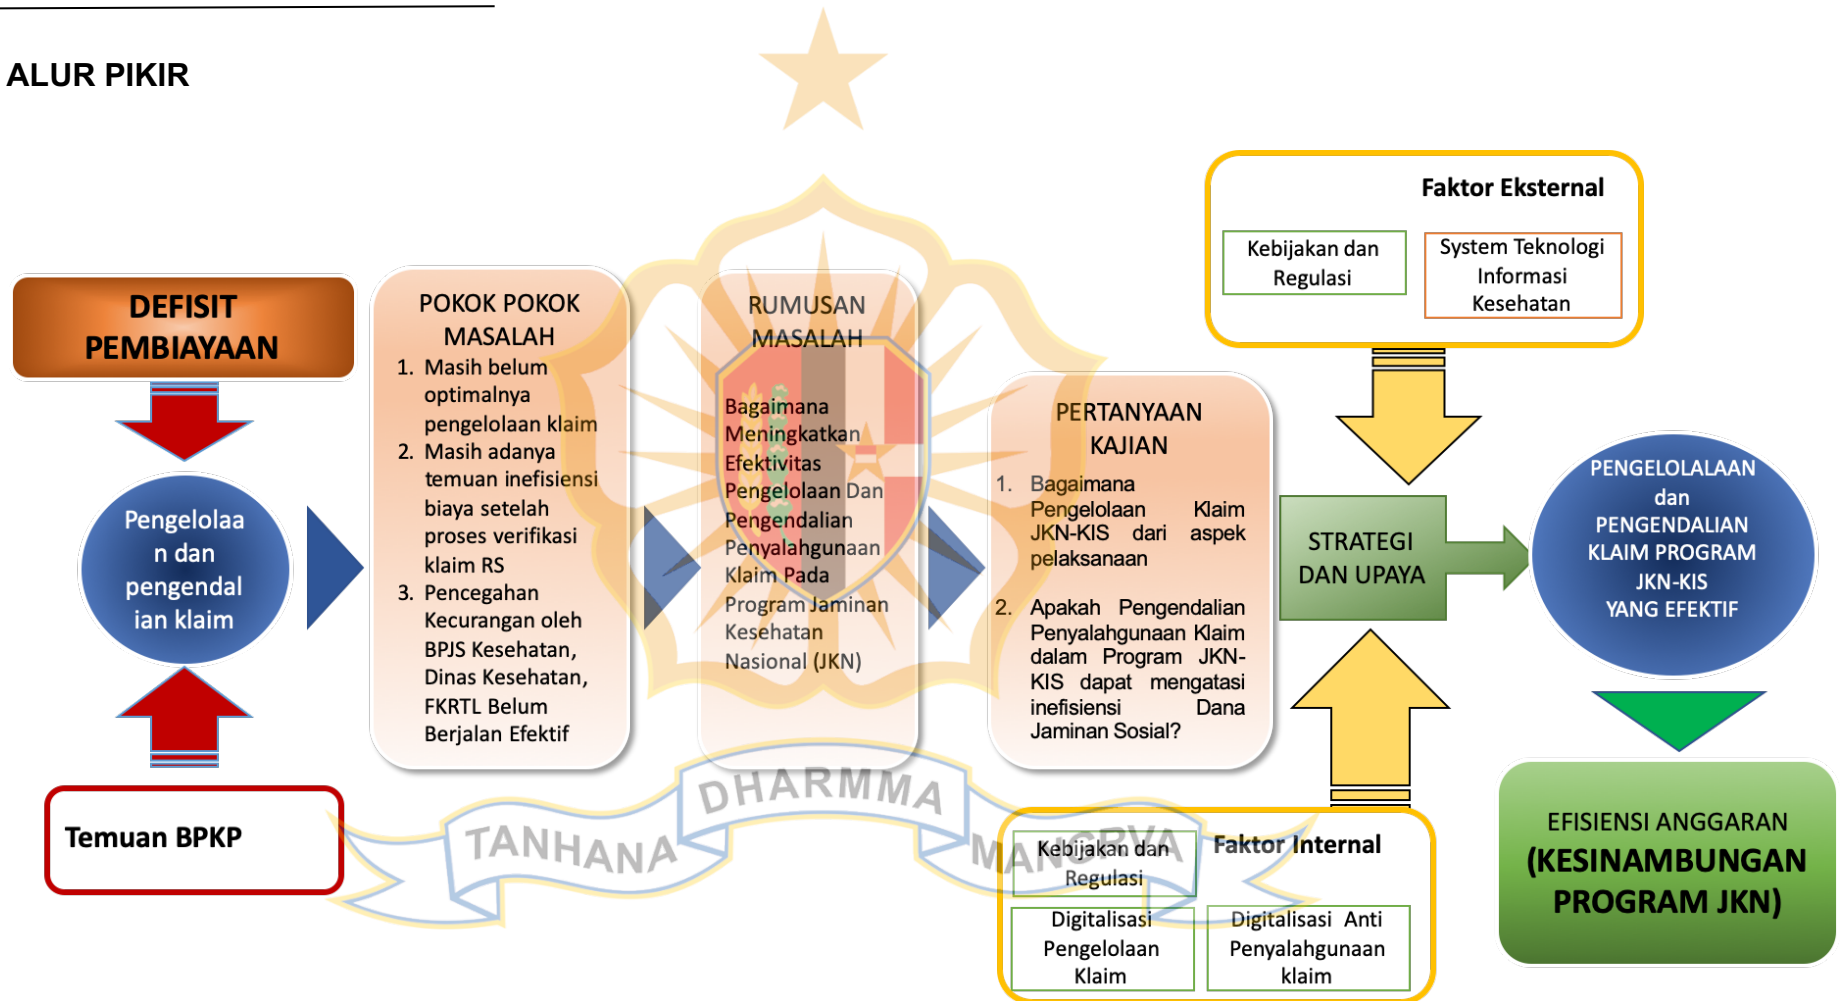 ALUR PIKIR
DEFISIT
PEMBIAYAAN
Pengelolaa
n dan
pengendal
ian klaim
Temuan BPKP
POKOK POKOK
MASALAH
1. Masih belum
optimalnya
pengelolaan klaim
2. Masih adanya
temuan inefisiensi
biaya setelah
proses verifikasi
klaim RS
3. Pencegahan
Kecurangan oleh
BPJS Kesehatan,
Dinas Kesehatan,
FKRTL Belum
Berjalan Efektif
RUMUSAN
MASALAH
Bagaimana
Meningkatkan
Efektivitas
Pengelolaan Dan
Pengendalian
Penyalahgunaan
Klaim Pada
Program Jaminan
Kesehatan
Nasional (JKN)
PERTANYAAN
KAJIAN
1. Bagaimana
Pengelolaan Klaim
JKN-KIS dari aspek
pelaksanaan
2. Apakah Pengendalian
Penyalahgunaan Klaim
dalam Program JKN-
KIS dapat mengatasi
inefisiensi Dana
Jaminan Sosial?
Faktor Eksternal
Kebijakan dan
Regulasi
System Teknologi
Informasi
Kesehatan
STRATEGI
DAN UPAYA
Faktor Internal
Kebijakan dan
Regulasi
Digitalisasi
Pengelolaan
Klaim
Digitalisasi Anti
Penyalahgunaan
klaim
PENGELOLALAAN
dan
PENGENDALIAN
KLAIM PROGRAM
JKN-KIS
YANG EFEKTIF
EFISIENSI ANGGARAN
(KESINAMBUNGAN
PROGRAM JKN)
TANHANA DHARMMA MANGRVA